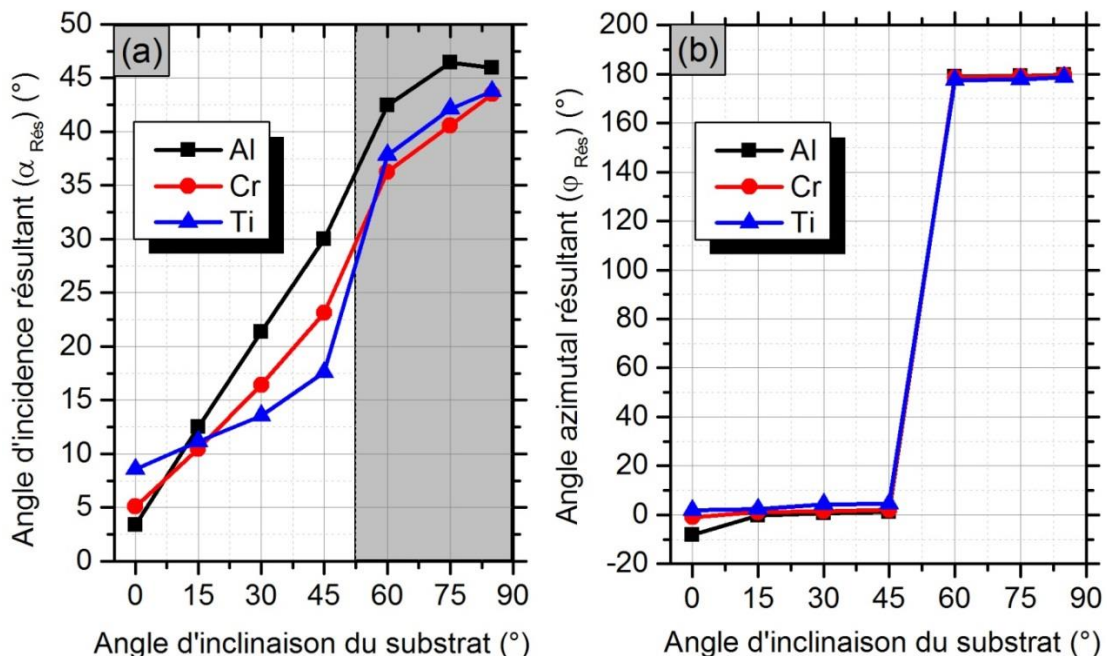 (a)
Angle d'incidence résultant (α Rés) (°)
50
45
40
35
30
25
20
15
10
5
0
Al
Cr
Ti
0 15 30 45 60 75 90
Angle d'inclinaison du substrat (°)
(b)
Angle azimutal résultant (φ Rés) (°)
200
180
160
140
120
100
80
60
40
20
0
-20
Al
Cr
Ti
0 15 30 45 60 75 90
Angle d'inclinaison du substrat (°)